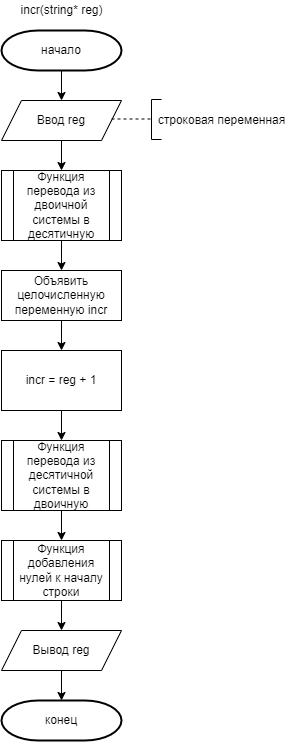 incr(string* reg)
начало
Ввод reg
строковая переменная
Функция
перевода из
двоичной
системы в
десятичную
Объявить
целочисленную
переменную incr
incr = reg + 1
Функция
перевода из
десятичной
системы в
двоичную
Функция
добавления
нулей к началу
строки
Вывод reg
конец